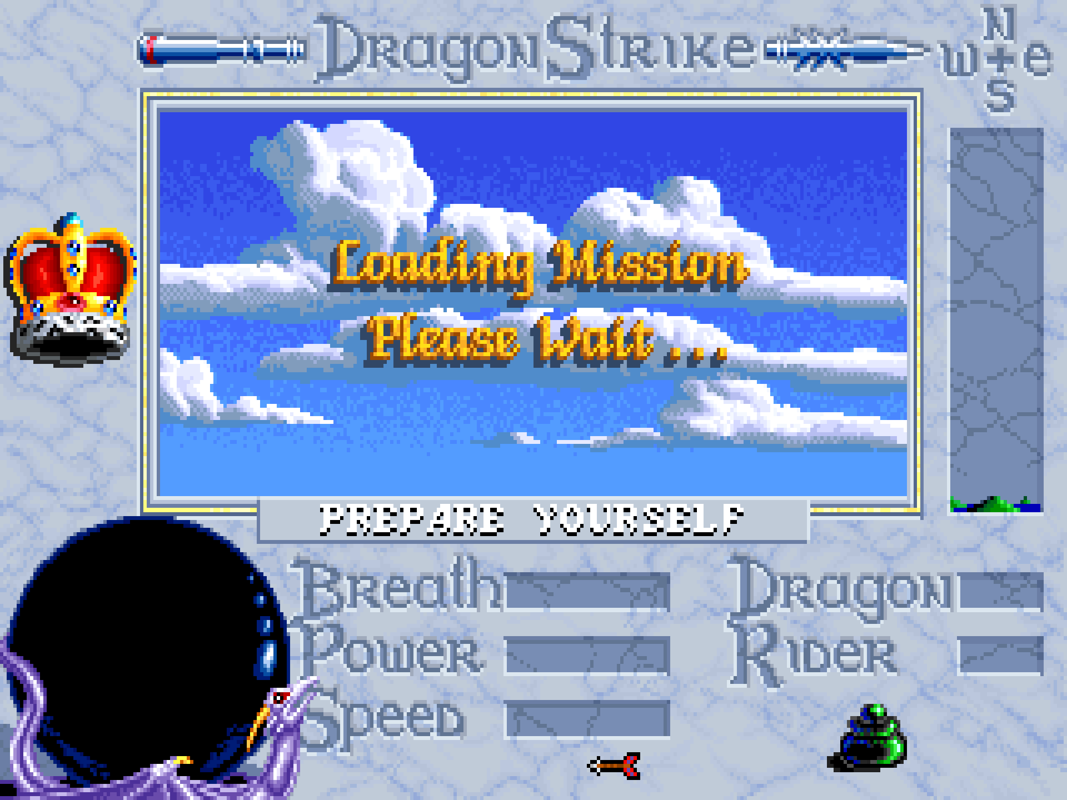 DragonStrike
N
W+e
S
Loading Mission
Please Wait ...
PREPARE YOURSELF
Breath
Dragon
Power
Rider
Speed